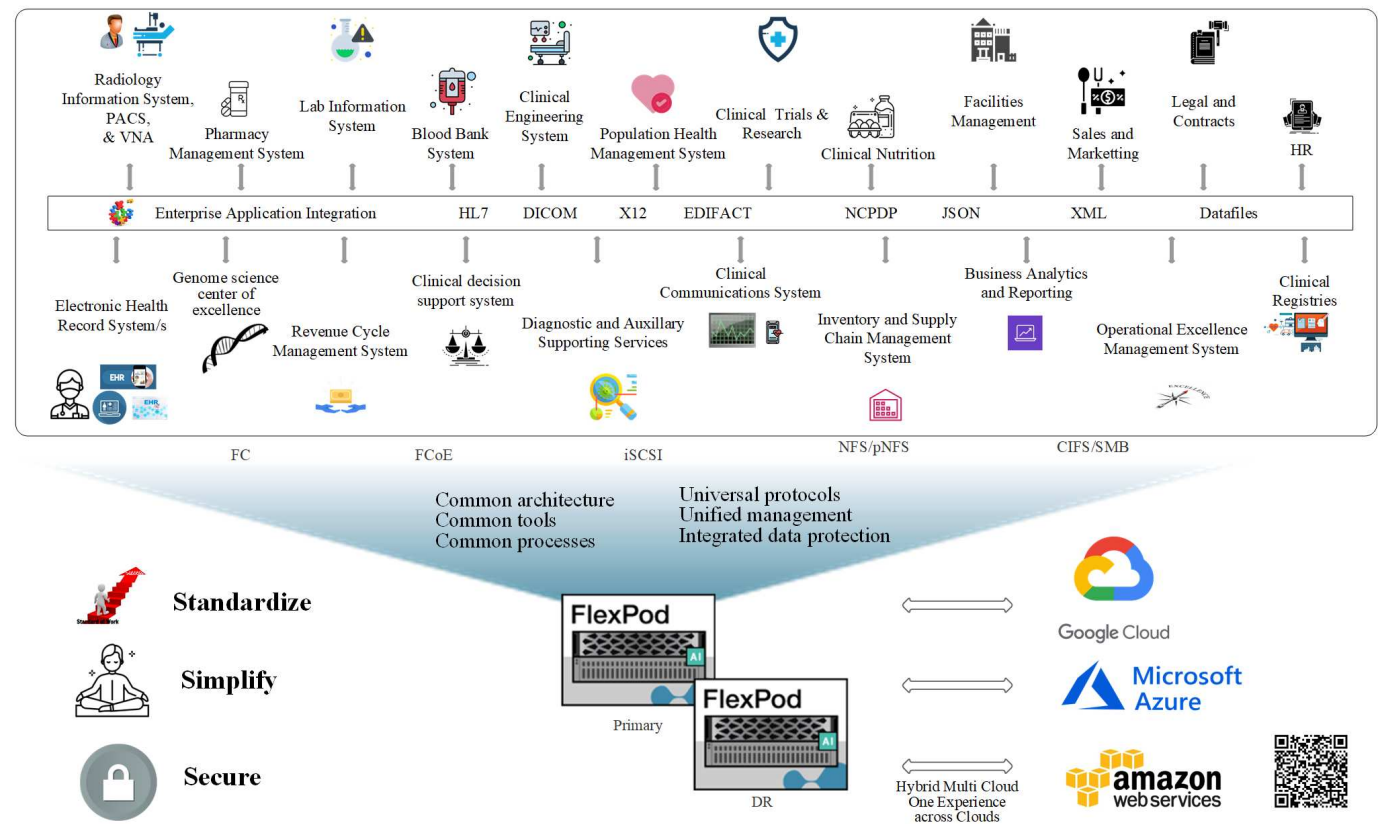 Radiology
Information System,
PACS,
& VNA
Pharmacy
Management System
Lab Information
System
Blood Bank
System
Clinical
Engineering
System
Population Health
Management System
Clinical Trials &
Research
Clinical Nutrition
Facilities
Management
Sales and
Marketting
Legal and
Contracts
HR
Enterprise Application Integration HL7 DICOM X12 EDIFACT NCPDP JSON XML Datafiles
Electronic Health
Record System/s
EHR
EHR
Genome science
center of
excellence
Revenue Cycle
Management System
Clinical decision
support system
Diagnostic and Auxillary
Supporting Services
Clinical
Communications System
Inventory and Supply
Chain Management
System
Business Analytics
and Reporting
Operational Excellence
Management System
EXCELLENCE
Clinical
Registries
FC FCoE iSCSI NFS/pNFS CIFS/SMB
Common architecture
Common tools
Common processes
Universal protocols
Unified management
Integrated data protection
Standardize
Simplify
Secure
FlexPod
AI
Primary
FlexPod
AI
DR
Google Cloud
Microsoft
Azure
amazon
web services
Hybrid Multi Cloud
One Experience
across Clouds